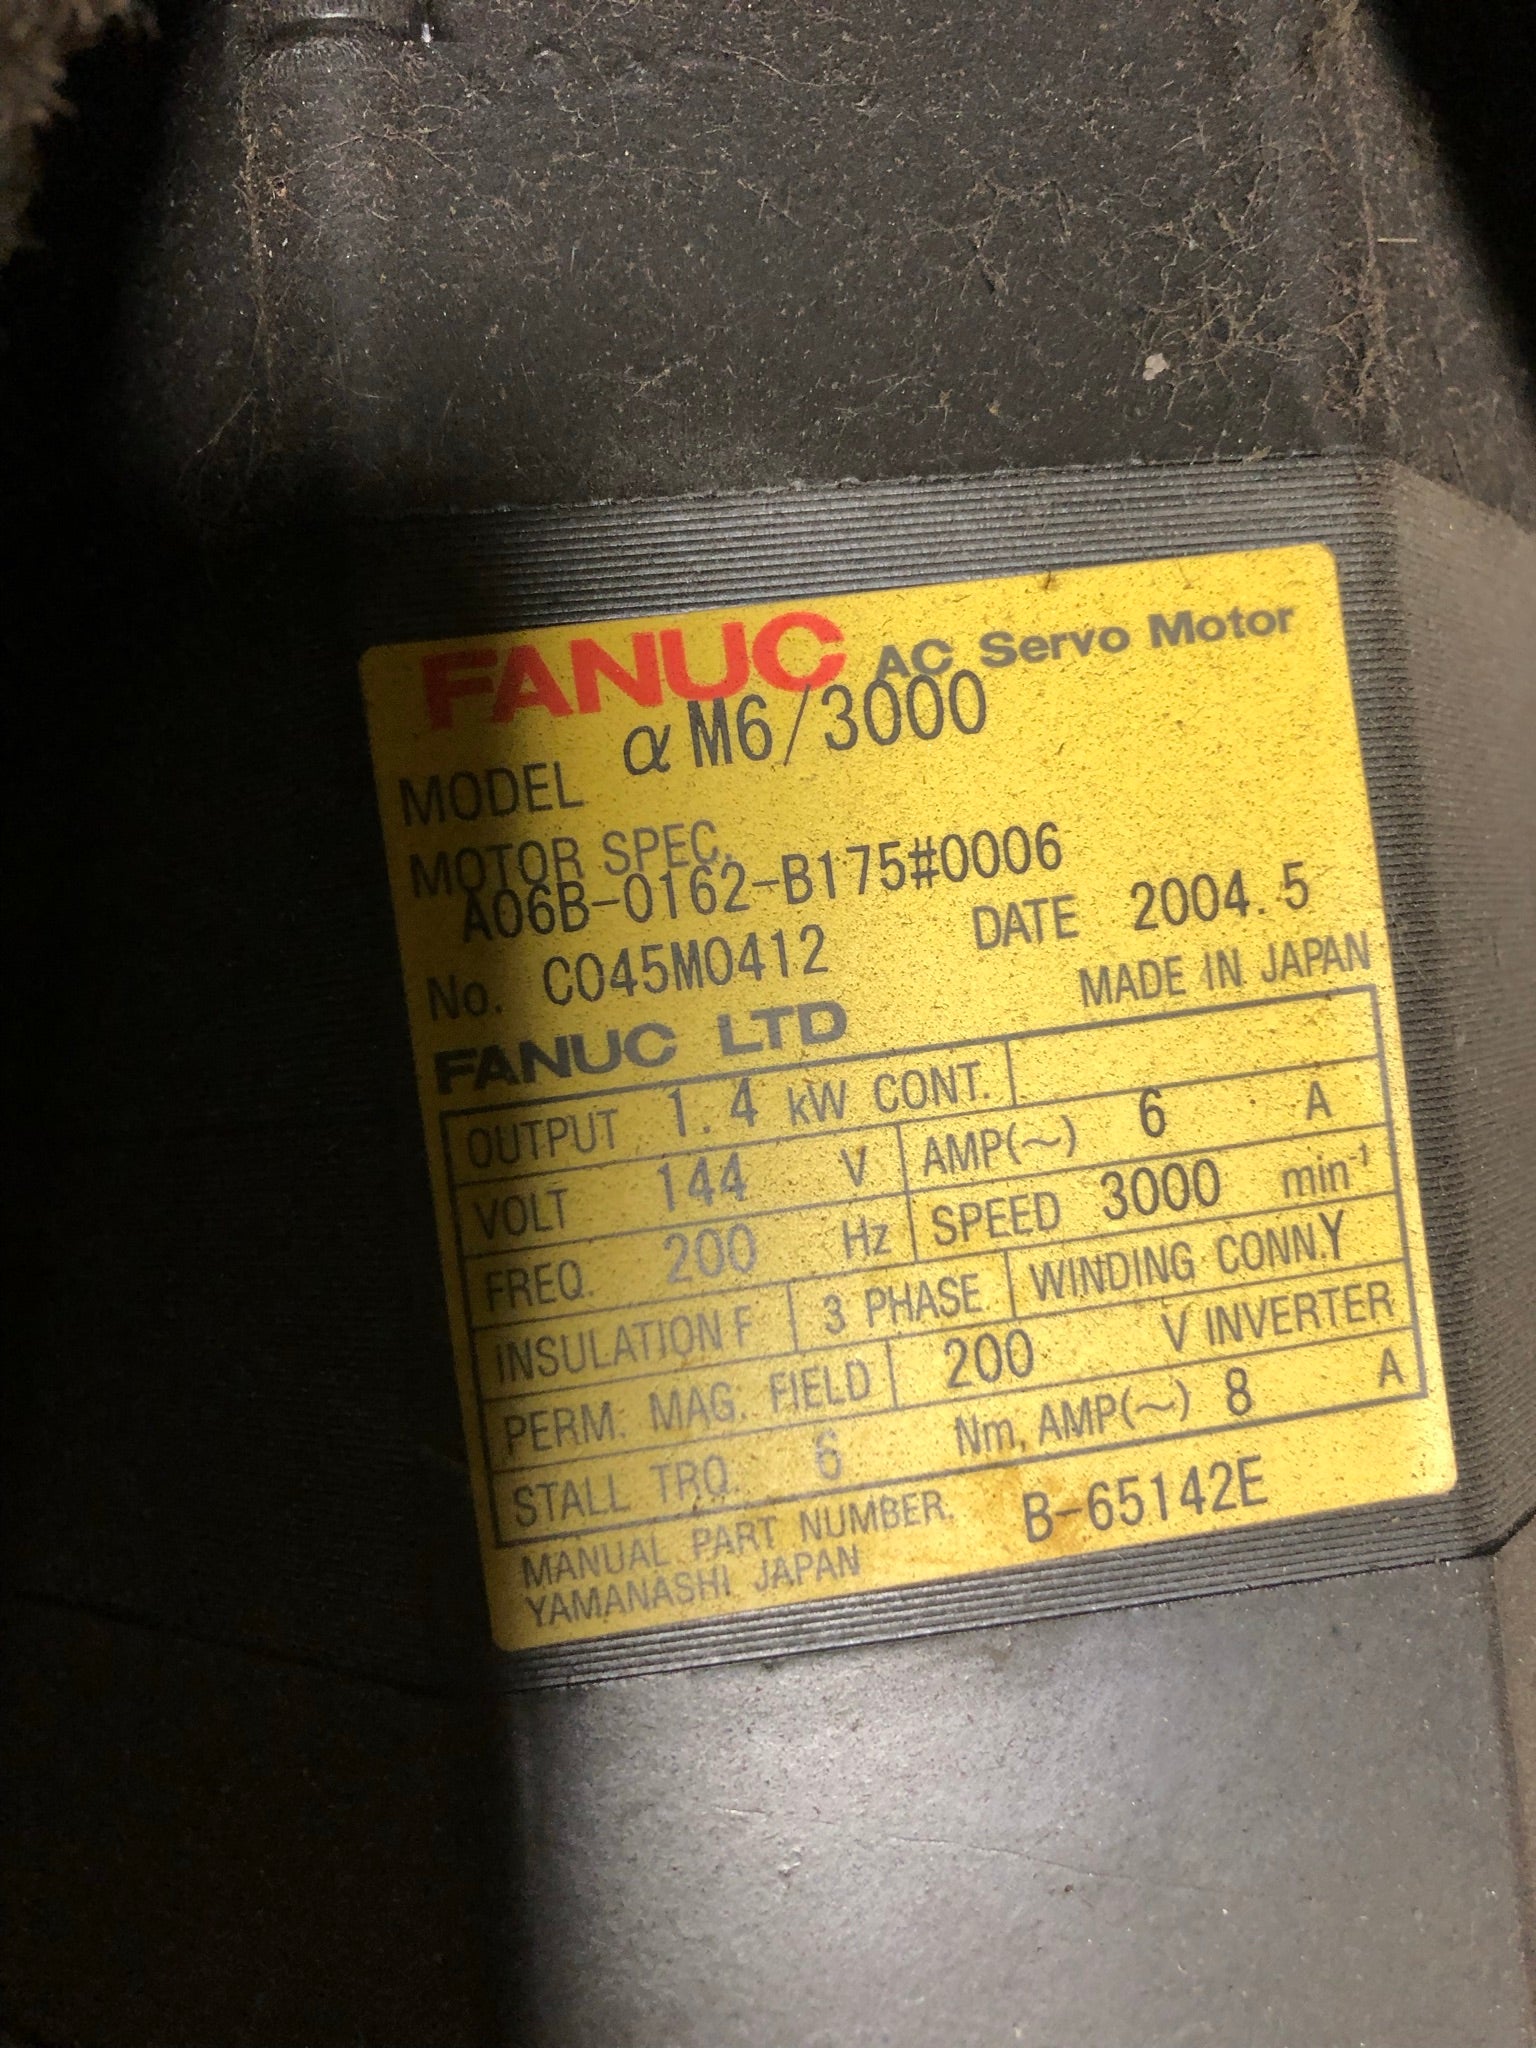 FANUC AC Servo Motor
MODEL α M6/3000
MOTOR SPEC.
A06B-0162-B175#0006
No. C045M0412 DATE 2004.5
FANUC LTD MADE IN JAPAN
OUTPUT 1.4 kW CONT.
VOLT 144 V AMP(~) 6 A
FREQ. 200 Hz SPEED 3000 min⁻¹
INSULATION F 3 PHASE WINDING CONN.Y
PERM. MAG. FIELD 200 V INVERTER
STALL TRQ. 6 Nm, AMP(~) 8 A
MANUAL PART NUMBER. B-65142E
YAMANASHI JAPAN